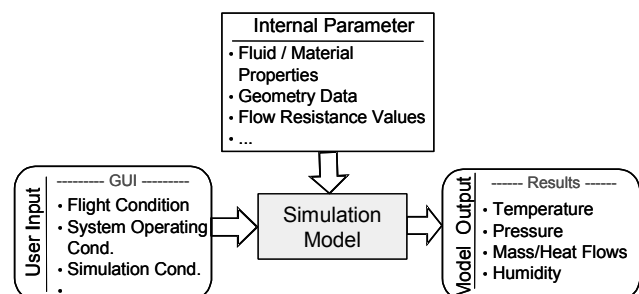 Internal Parameter
• Fluid / Material
Properties
• Geometry Data
• Flow Resistance Values
• ...
User Input
--------- GUI ---------
• Flight Condition
• System Operating
Cond.
• Simulation Cond.
•
Simulation
Model
Model Output
------ Results ------
• Temperature
• Pressure
• Mass/Heat Flows
• Humidity